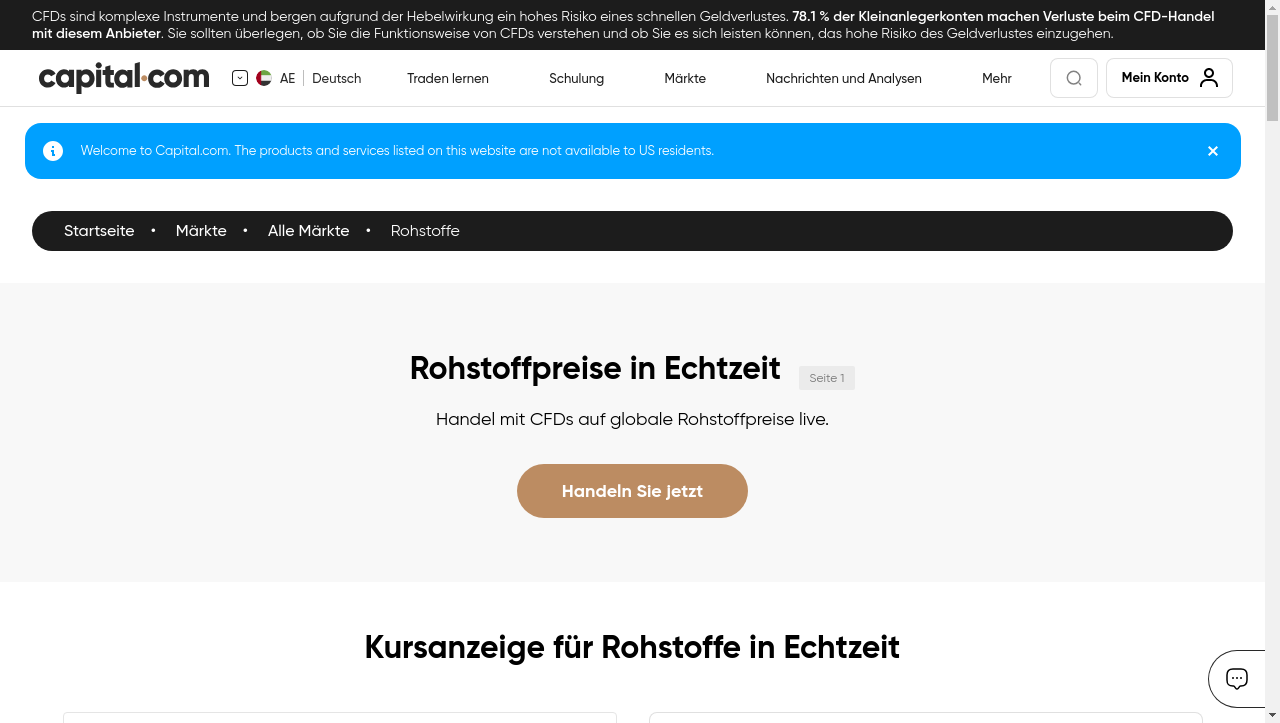 CFDs sind komplexe Instrumente und bergen aufgrund der Hebelwirkung ein hohes Risiko eines schnellen Geldverlustes. 78.1 % der Kleinanlegerkonten machen Verluste beim CFD-Handel
mit diesem Anbieter. Sie sollten überlegen, ob Sie die Funktionsweise von CFDs verstehen und ob Sie es sich leisten können, das hohe Risiko des Geldverlustes einzugehen.
capital.com AE Deutsch Traden lernen Schulung Märkte Nachrichten und Analysen Mehr Mein Konto
Welcome to Capital.com. The products and services listed on this website are not available to US residents.
Startseite • Märkte • Alle Märkte • Rohstoffe
Rohstoffpreise in Echtzeit Seite 1
Handel mit CFDs auf globale Rohstoffpreise live.
Handeln Sie jetzt
Kursanzeige für Rohstoffe in Echtzeit